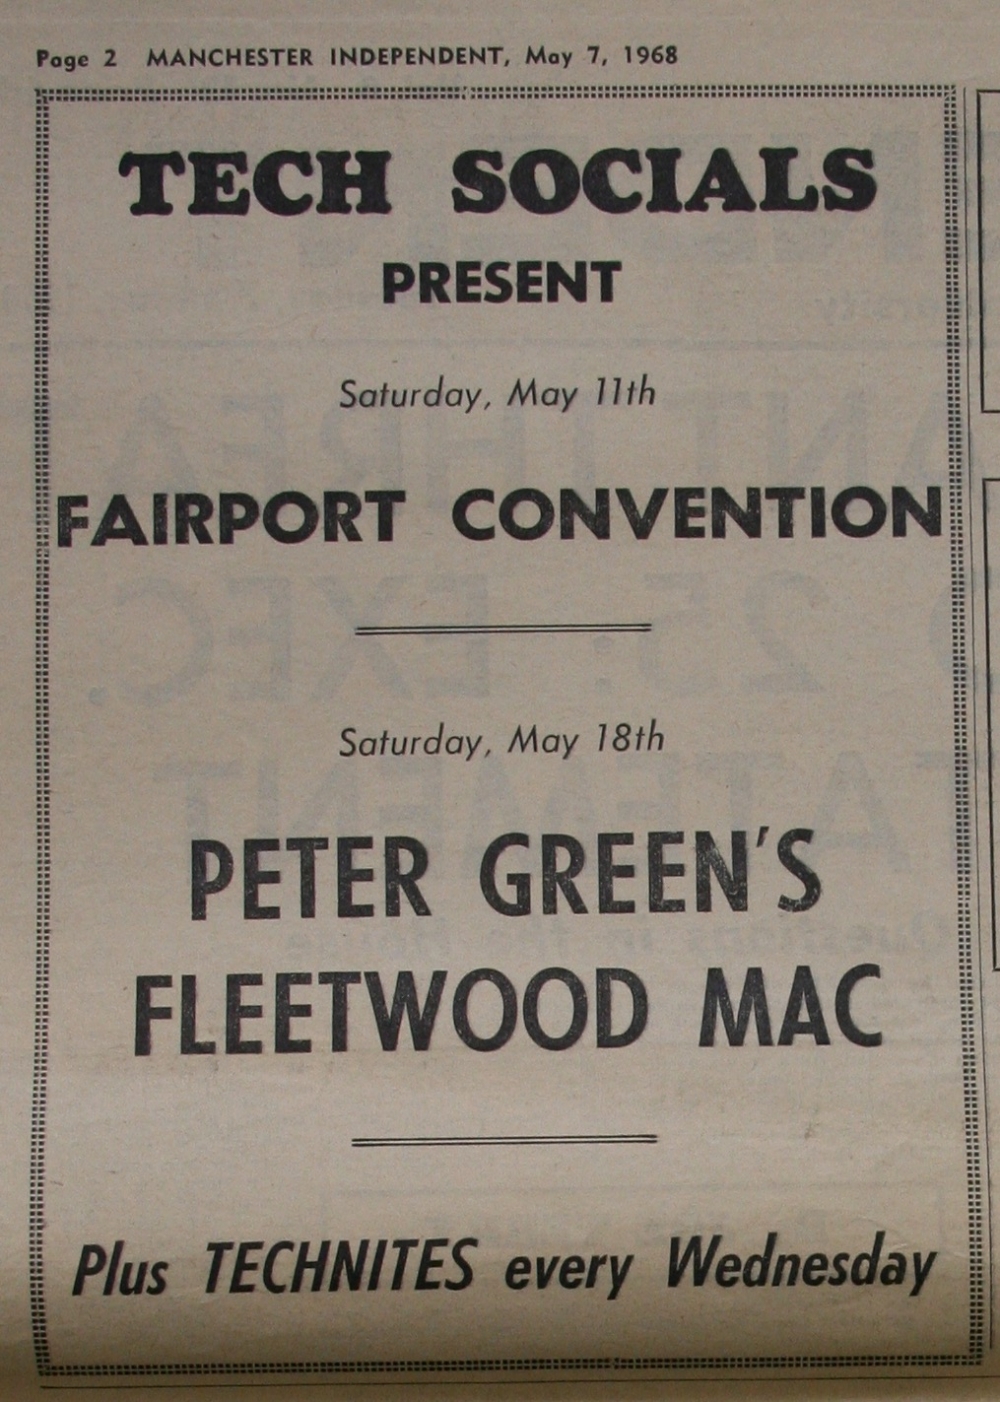 Page 2 MANCHESTER INDEPENDENT, May 7, 1968
TECH SOCIALS
PRESENT
Saturday, May 11th
FAIRPORT CONVENTION
Saturday, May 18th
PETER GREEN'S
FLEETWOOD MAC
Plus TECHNITES every Wednesday